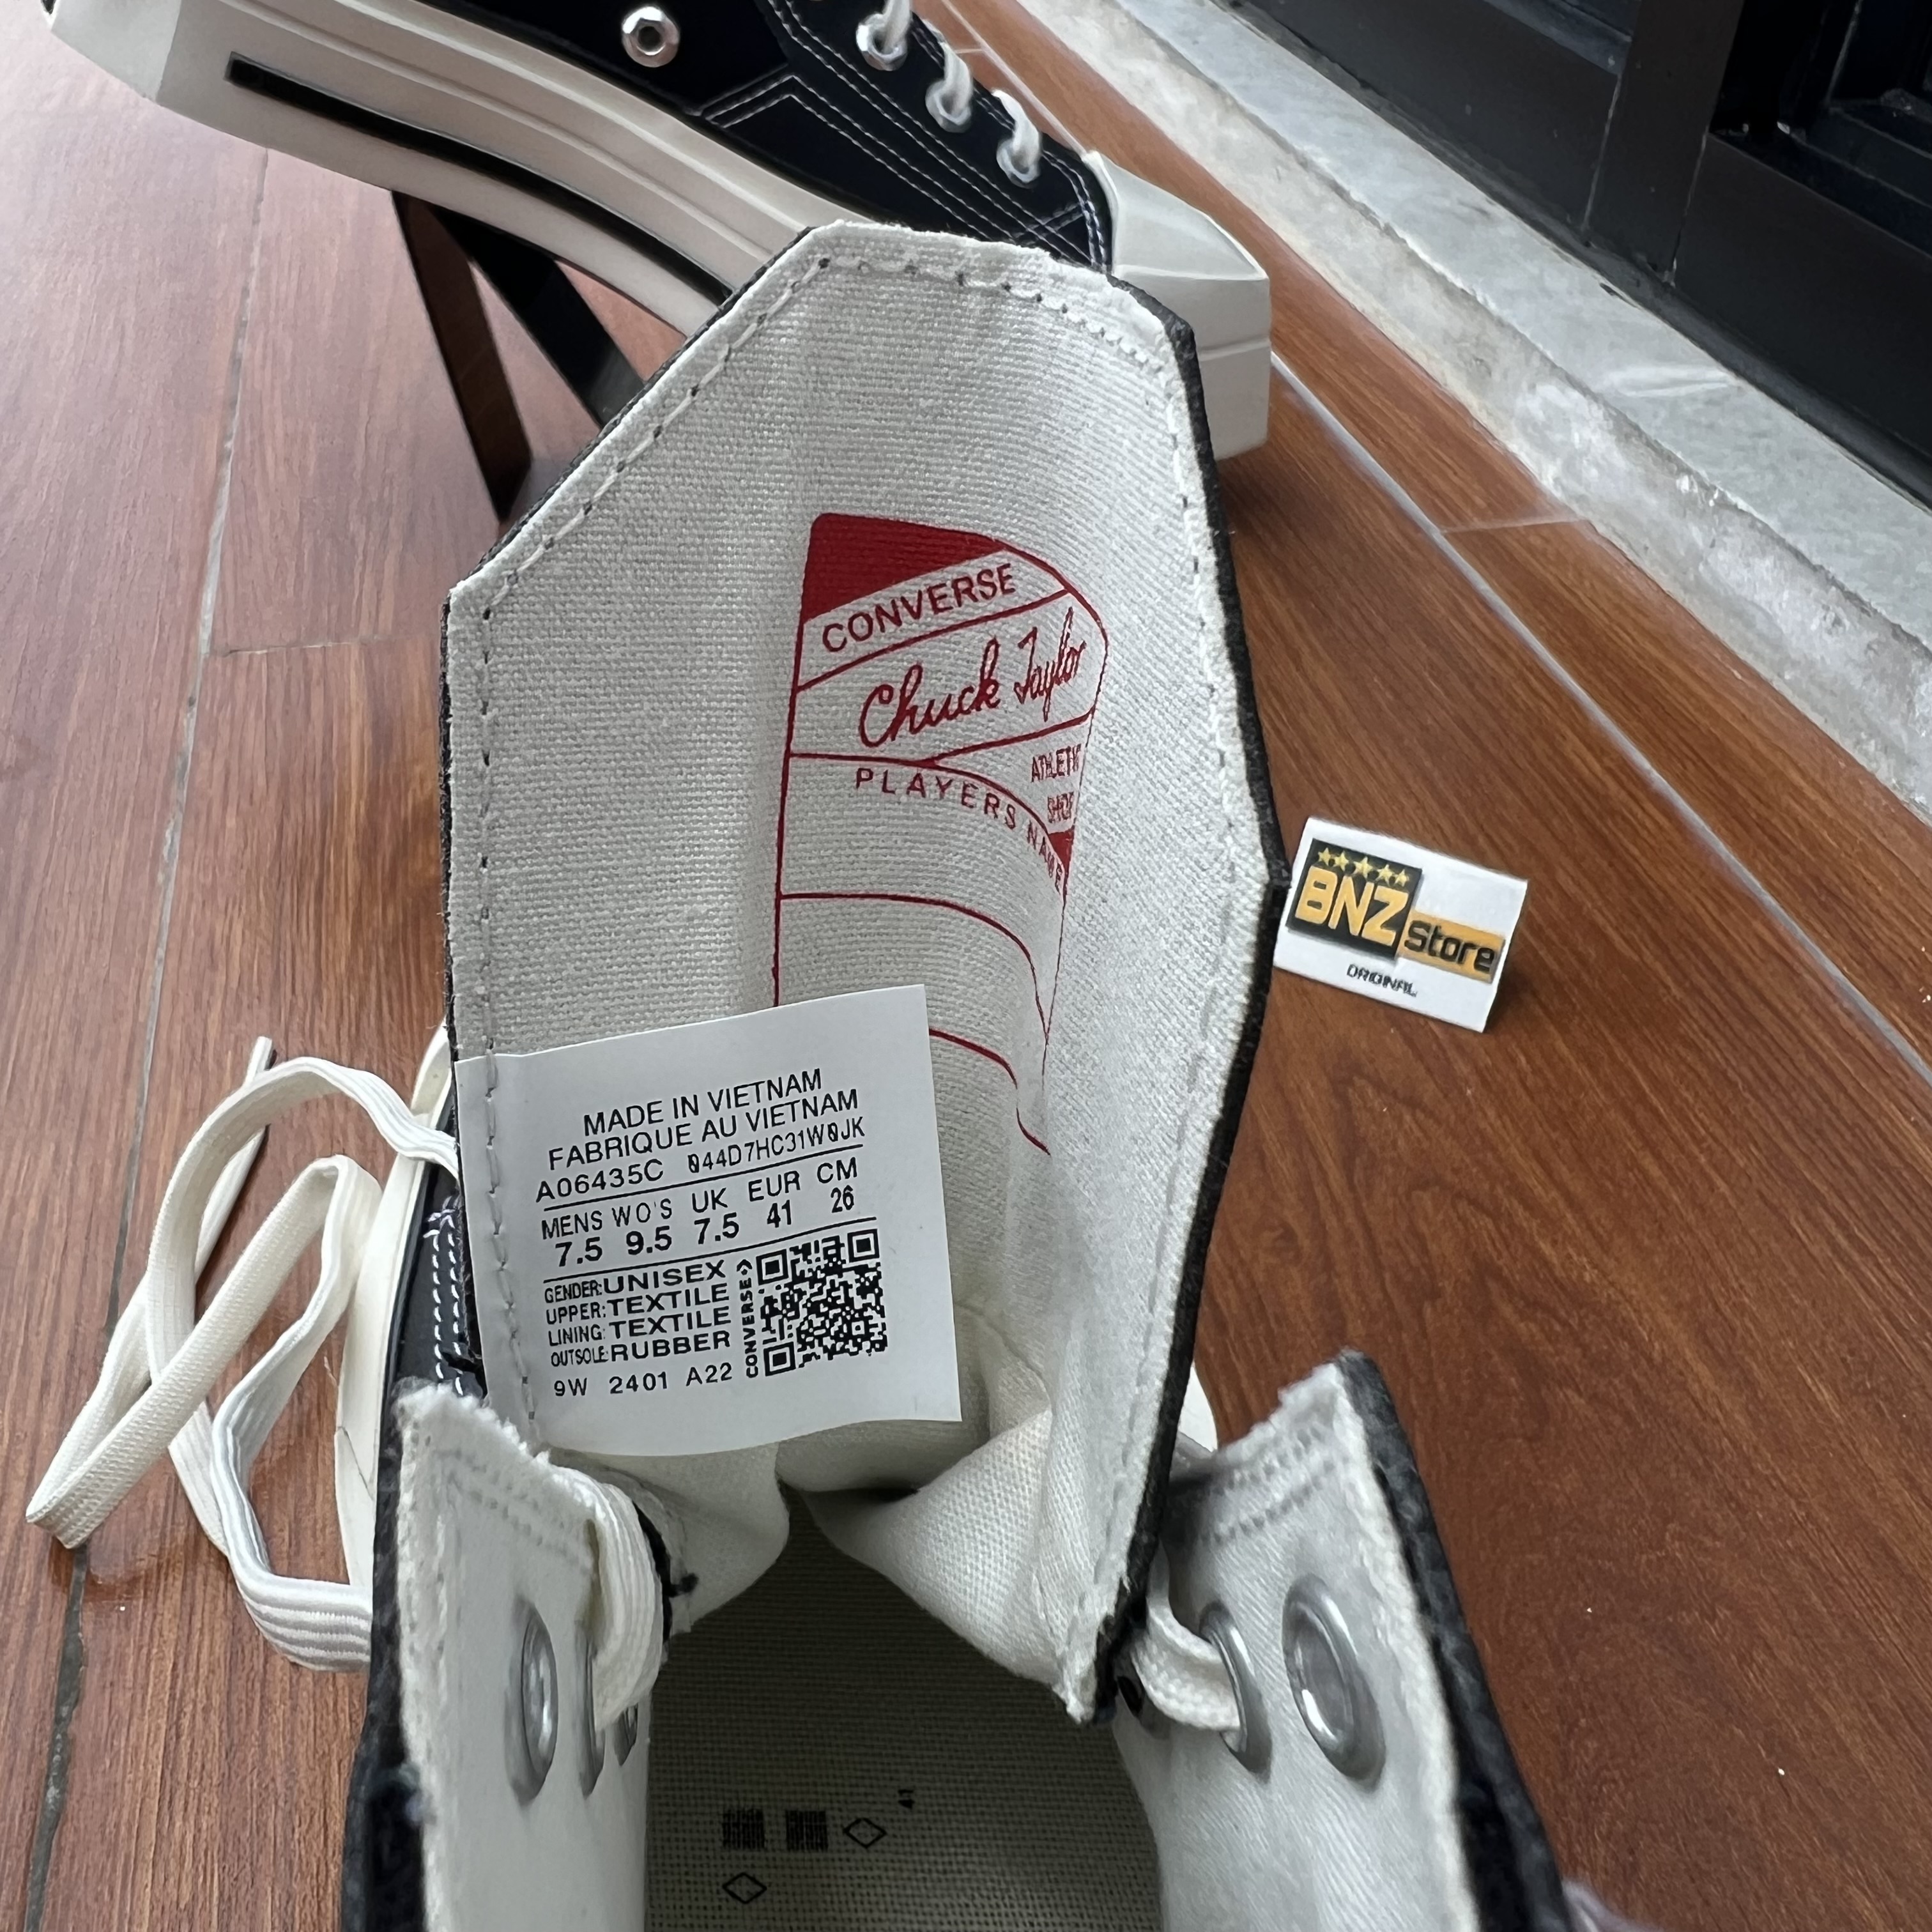 CONVERSE
Chuck Taylor
PLAYERS NAME
MADE IN VIETNAM
FABRIQUE AU VIETNAM
A06435C 044D7HC31W0JK
MENS WO'S UK EUR CM
7.5 9.5 7.5 41 26
GENDER: UNISEX
UPPER: TEXTILE
LINING: TEXTILE
OUTSOLE: RUBBER
CONVERSE
9W 2401 A22
BNZ
Store
ORIGINAL
41